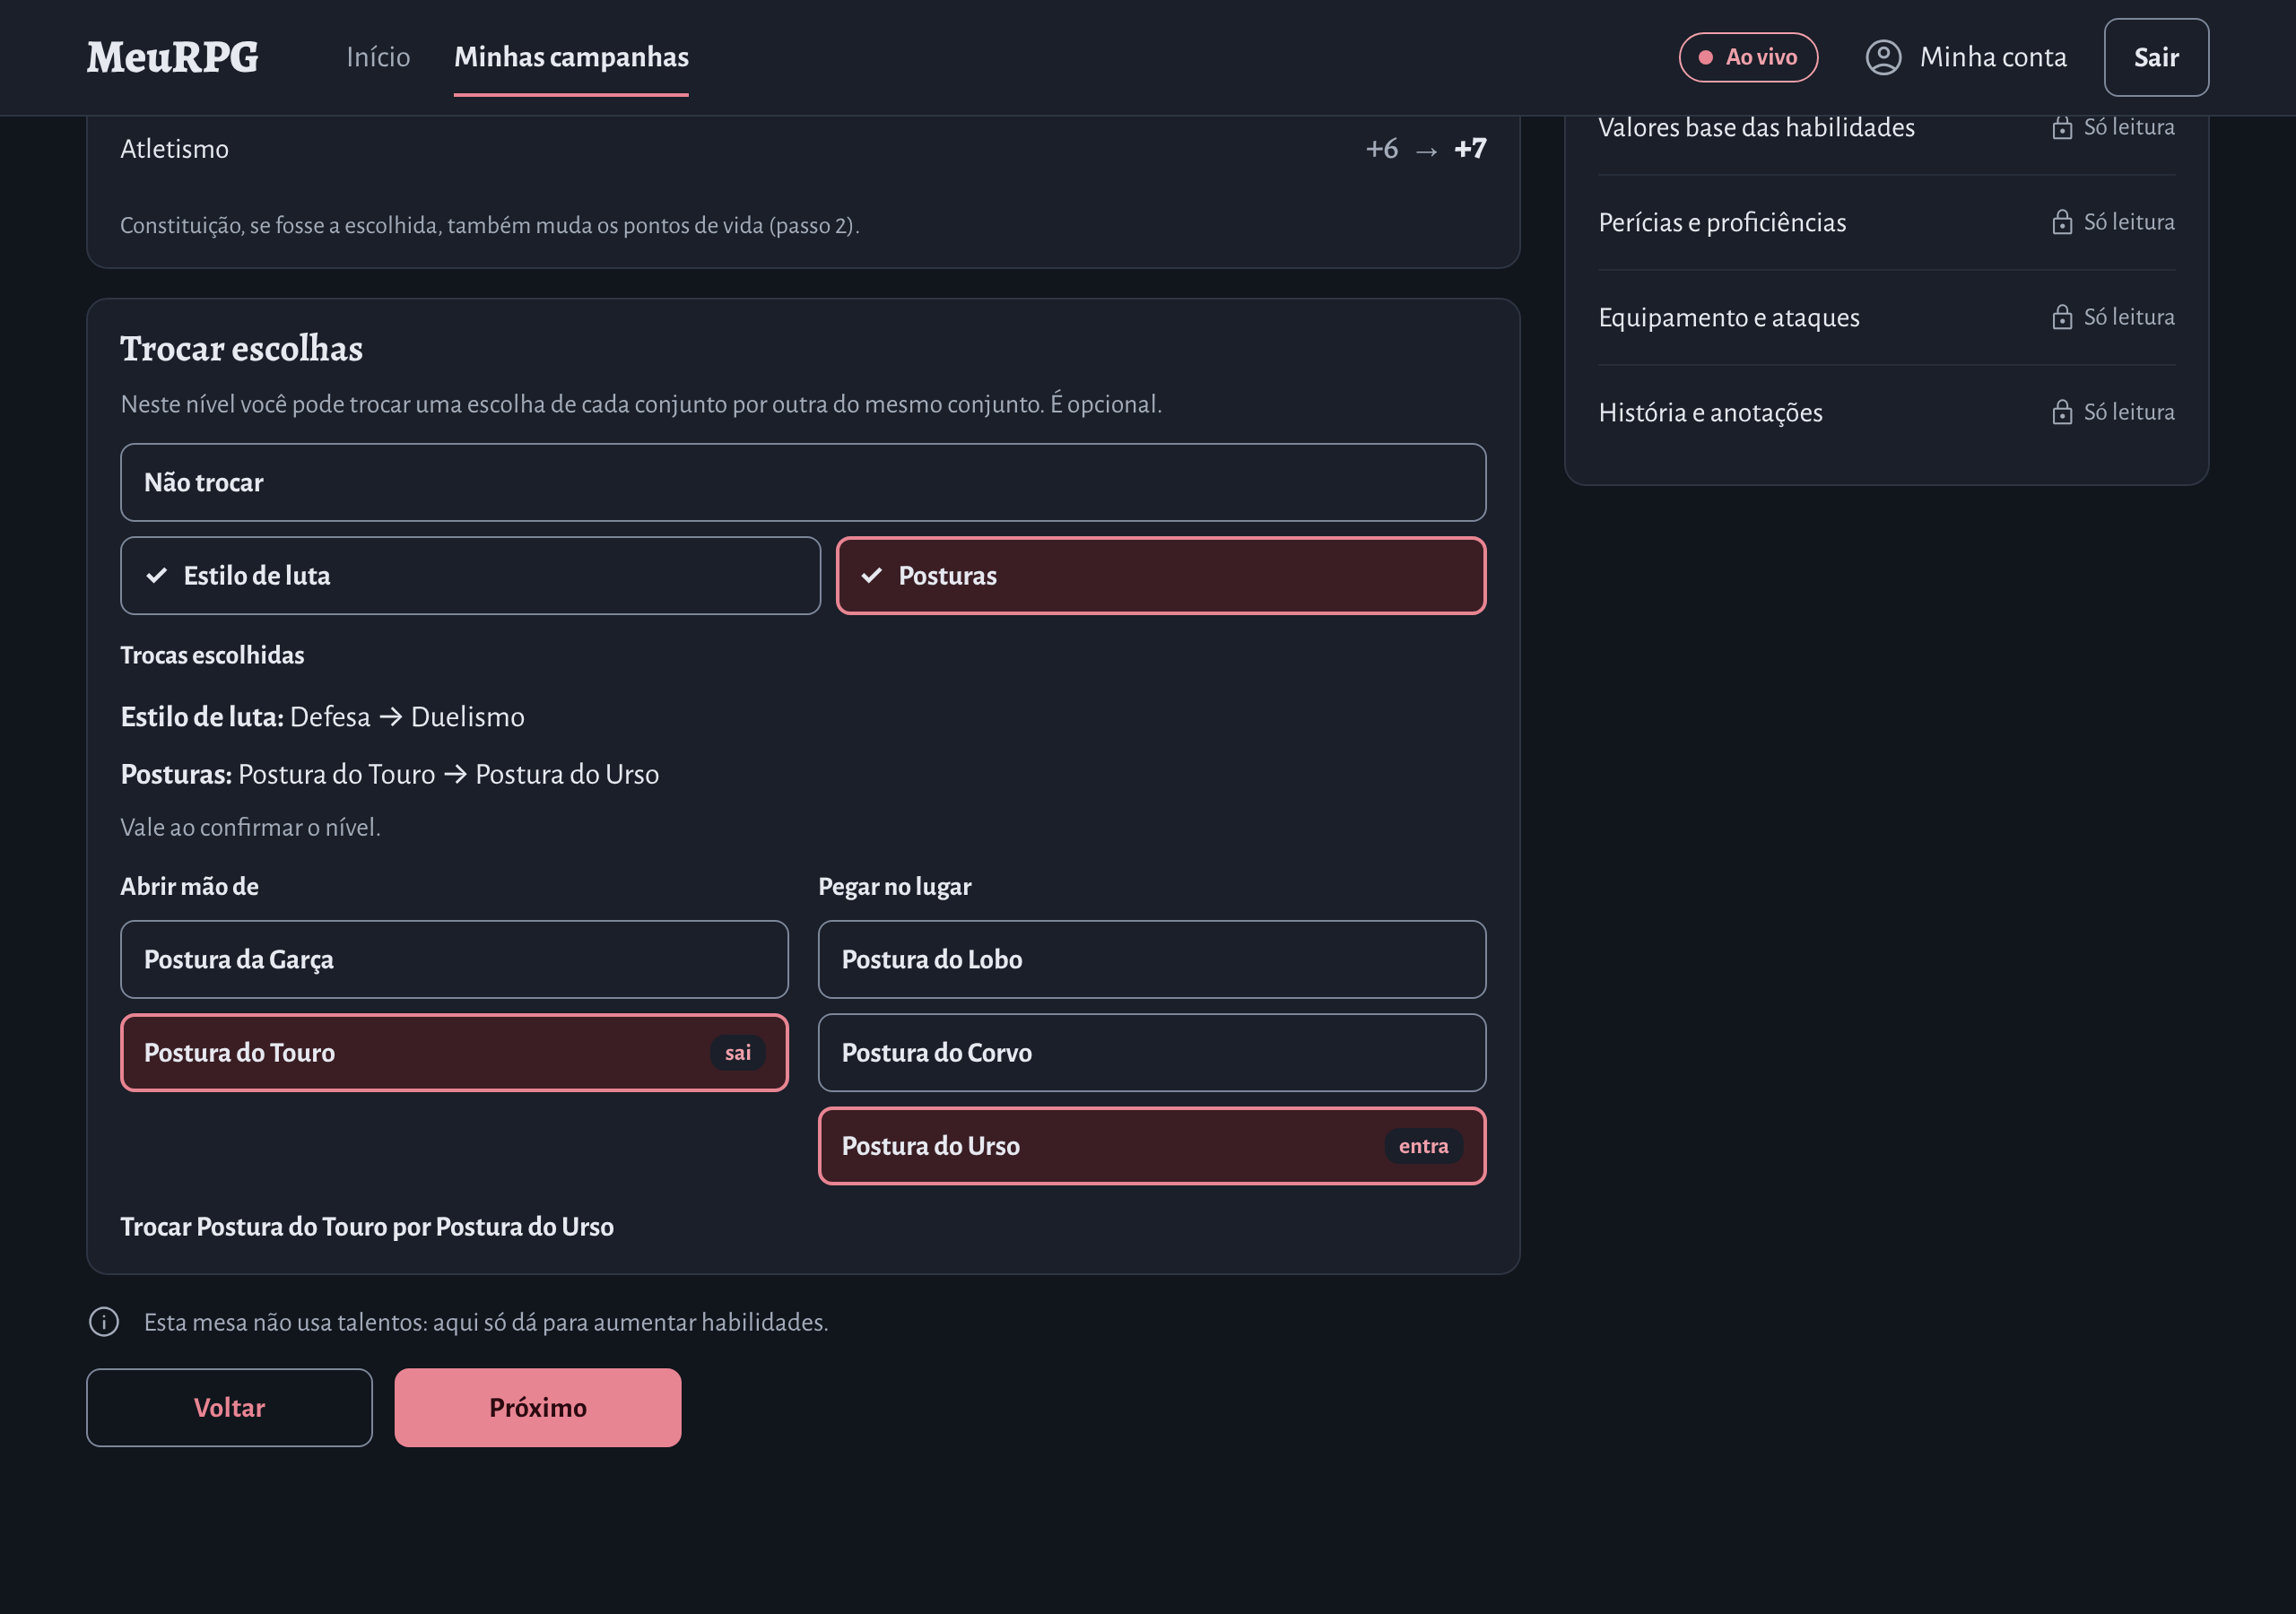 MeuRPG
Início
Minhas campanhas
Ao vivo
Minha conta
Sair
Atletismo
+6 → +7
Constituição, se fosse a escolhida, também muda os pontos de vida (passo 2).
Trocar escolhas
Neste nível você pode trocar uma escolha de cada conjunto por outra do mesmo conjunto. É opcional.
Não trocar
Estilo de luta
Posturas
Trocas escolhidas
Estilo de luta: Defesa → Duelismo
Posturas: Postura do Touro → Postura do Urso
Vale ao confirmar o nível.
Abrir mão de
Postura da Garça
Postura do Touro
sai
Pegar no lugar
Postura do Lobo
Postura do Corvo
Postura do Urso
entra
Trocar Postura do Touro por Postura do Urso
Esta mesa não usa talentos: aqui só dá para aumentar habilidades.
Voltar
Próximo
Valores base das habilidades
Só leitura
Perícias e proficiências
Só leitura
Equipamento e ataques
Só leitura
História e anotações
Só leitura